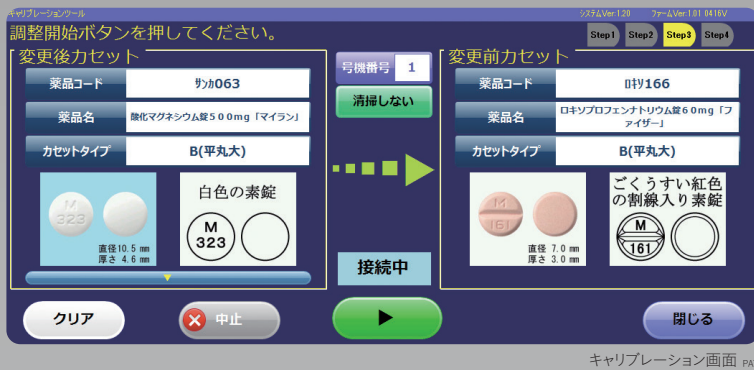 キャリブレーションツール
システムVer:1.20 ファームVer:1.01 0416V
調整開始ボタンを押してください。
Step1 Step2 Step3 Step4
変更後カセット
薬品コード
サンカ063
薬品名
酸化マグネシウム錠500mg「マイラン」
カセットタイプ
B(平丸大)
M
323
直径10.5 mm
厚さ 4.6 mm
白色の素錠
M
323
号機番号 1
清掃しない
接続中
変更前カセット
薬品コード
ロキソ166
薬品名
ロキソプロフェンナトリウム錠60mg「フ
ァイザー」
カセットタイプ
B(平丸大)
M
161
直径 7.0 mm
厚さ 3.0 mm
ごくうすい紅色
の割線入り素錠
M
161
クリア
中止
閉じる
キャリブレーション画面